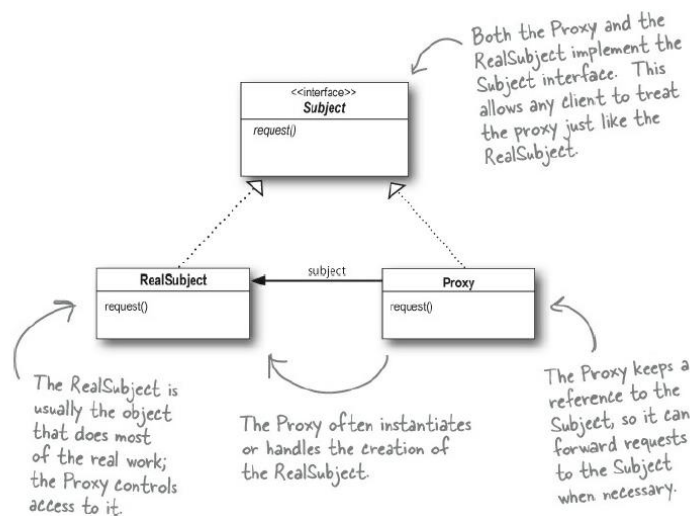 Both the Proxy and the
RealSubject implement the
Subject interface. This
allows any client to treat
the proxy just like the
RealSubject.
<<interface>>
Subject
request()
RealSubject
request()
subject
Proxy
request()
The RealSubject is
usually the object
that does most
of the real work;
the Proxy controls
access to it.
The Proxy often instantiates
or handles the creation of
the RealSubject.
The Proxy keeps a
reference to the
Subject, so it can
forward requests
to the Subject
when necessary.